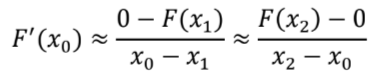 F′(x₀) ≈ (0 − F(x₁))/(x₀ − x₁) ≈ (F(x₂) − 0)/(x₂ − x₀)